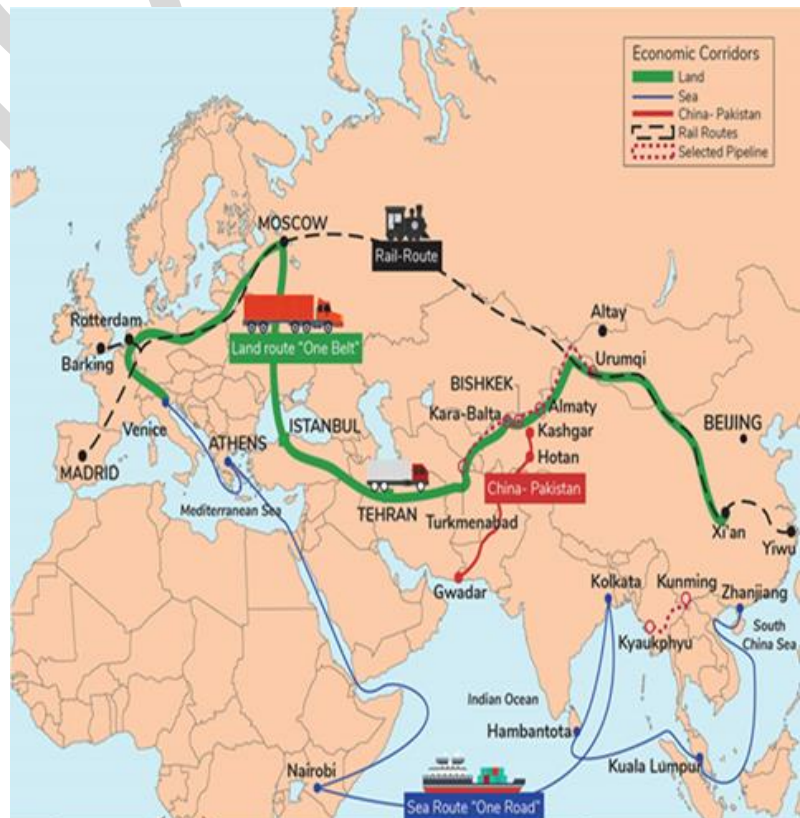 Economic Corridors
Land
Sea
China- Pakistan
Rail Routes
Selected Pipeline
MOSCOW
Rail-Route
Altay
Rotterdam
Land route "One Belt"
Urumqi
Barking
BISHKEK
Kara-Balta
Almaty
Venice
ISTANBUL
Kashgar
BEIJING
ATHENS
Hotan
MADRID
China- Pakistan
Mediterranean Sea
TEHRAN
Turkmenabad
Xi'an
Yiwu
Gwadar
Kolkata
Kunming
Zhanjiang
South
China Sea
Kyaukphyu
Indian Ocean
Hambantota
Kuala Lumpur
Nairobi
Sea Route "One Road"